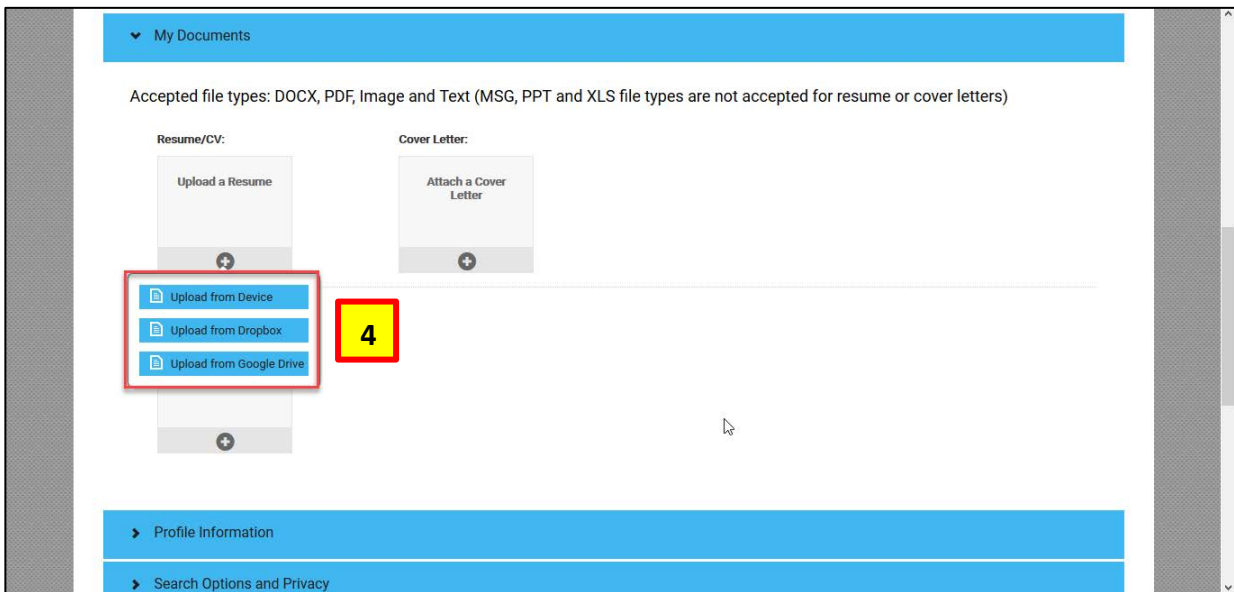 My Documents
Accepted file types: DOCX, PDF, Image and Text (MSG, PPT and XLS file types are not accepted for resume or cover letters)
Resume/CV:
Cover Letter:
Upload a Resume
Attach a Cover
Letter
Upload from Device
Upload from Dropbox
Upload from Google Drive
4
Profile Information
Search Options and Privacy